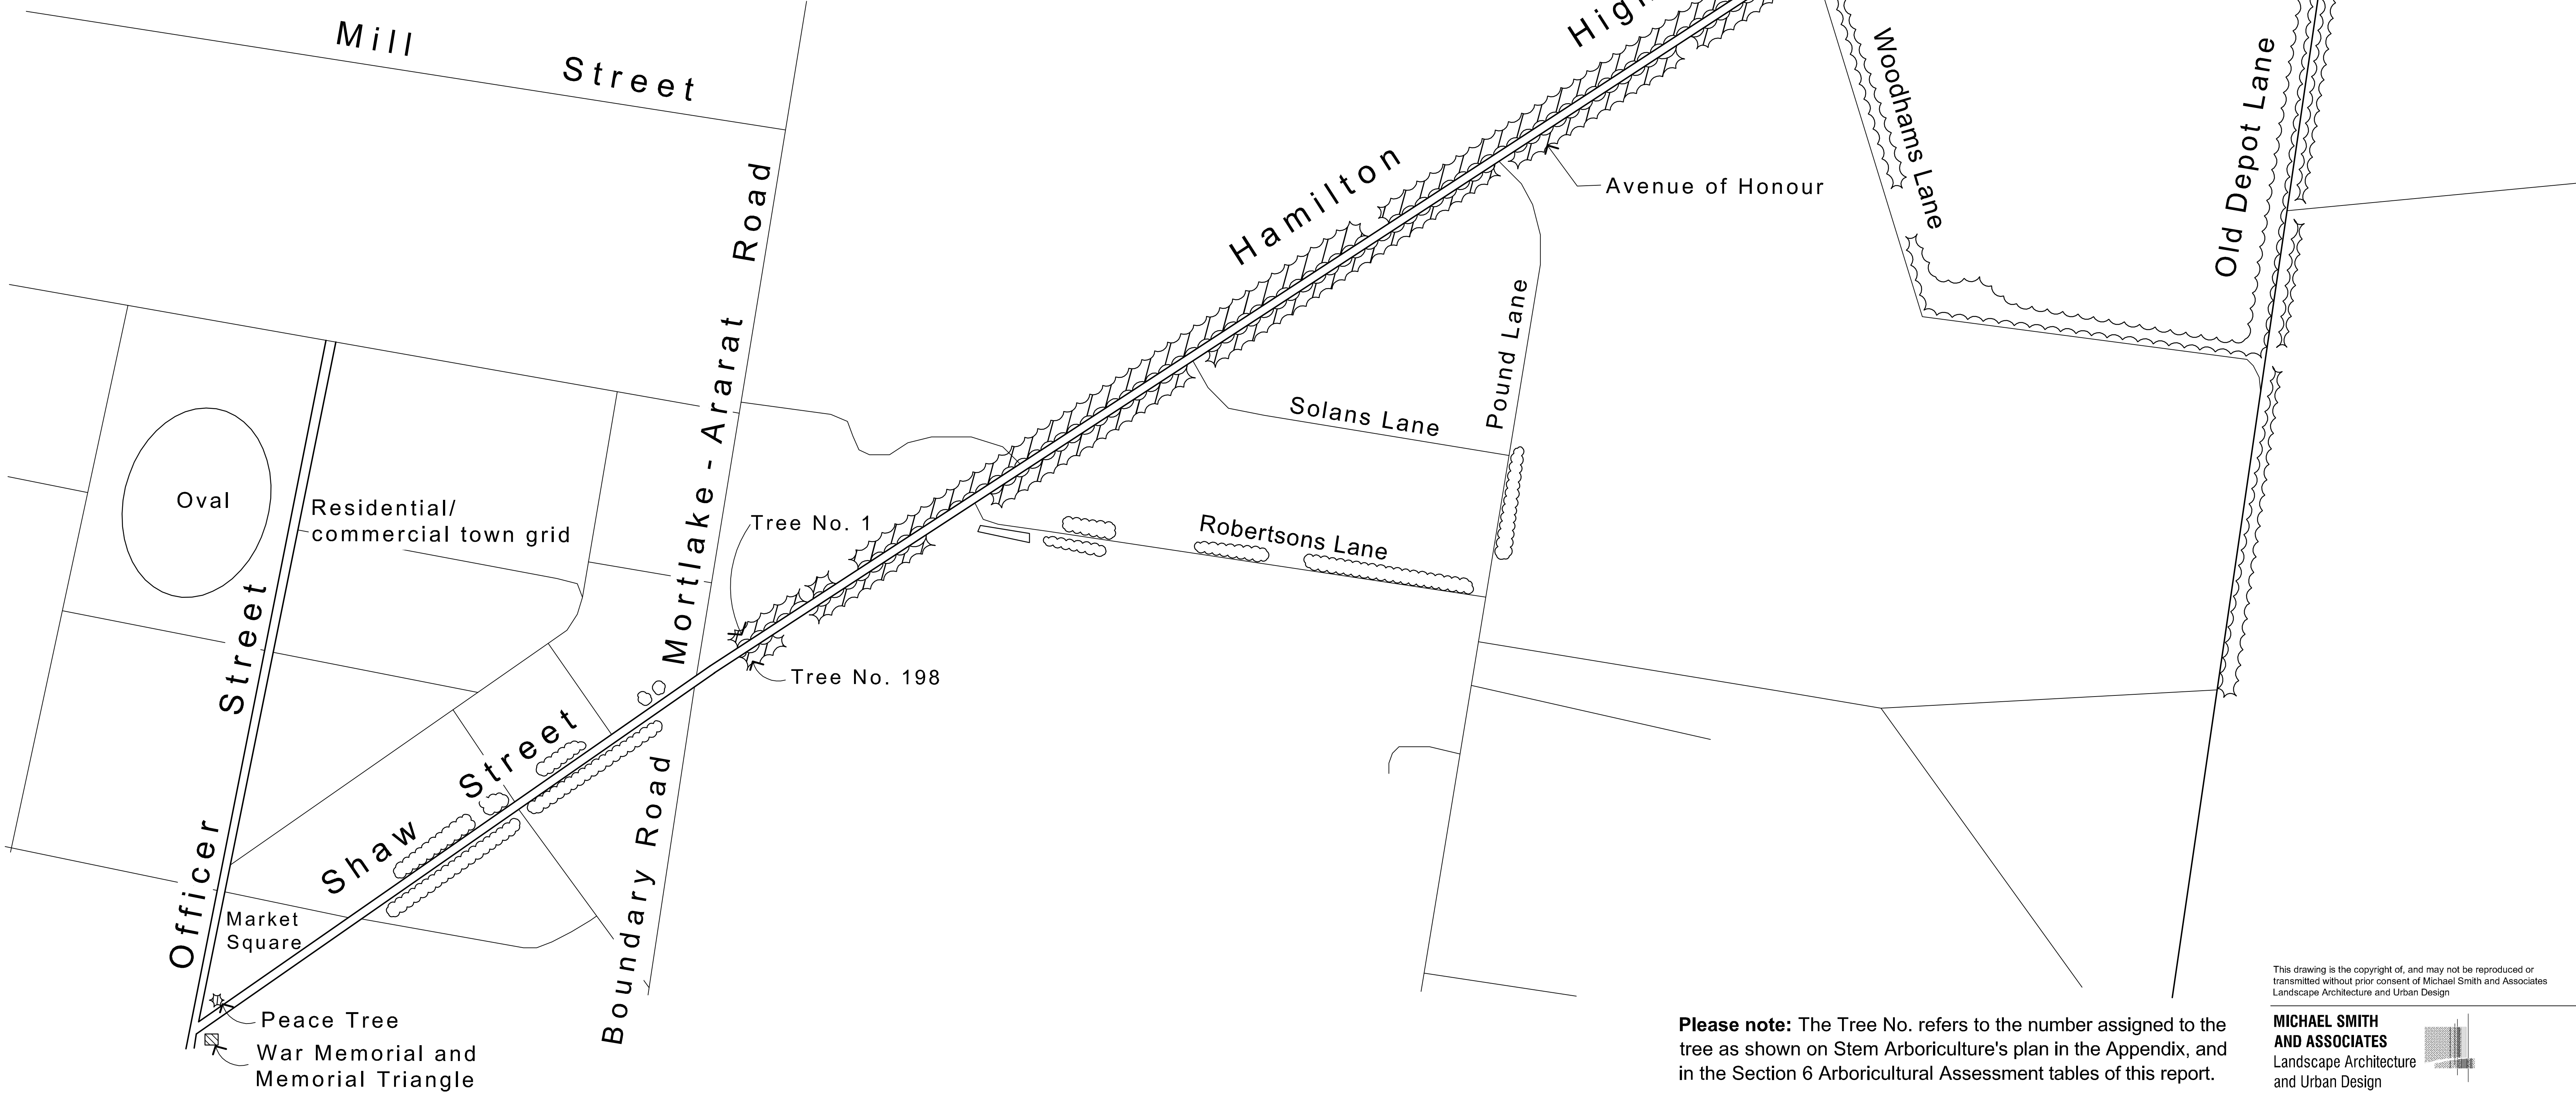 Mill
Street
Mortlake - Ararat Road
Hamilton
Woodhams Lane
Old Depot Lane
Avenue of Honour
Pound Lane
Solans Lane
Robertsons Lane
Oval
Residential/
commercial town grid
Tree No. 1
Tree No. 198
Officer Street
Shaw Street
Boundary Road
Market
Square
Peace Tree
War Memorial and
Memorial Triangle
Please note: The Tree No. refers to the number assigned to the
tree as shown on Stem Arboriculture's plan in the Appendix, and
in the Section 6 Arboricultural Assessment tables of this report.
This drawing is the copyright of, and may not be reproduced or
transmitted without prior consent of Michael Smith and Associates
Landscape Architecture and Urban Design
MICHAEL SMITH
AND ASSOCIATES
Landscape Architecture
and Urban Design